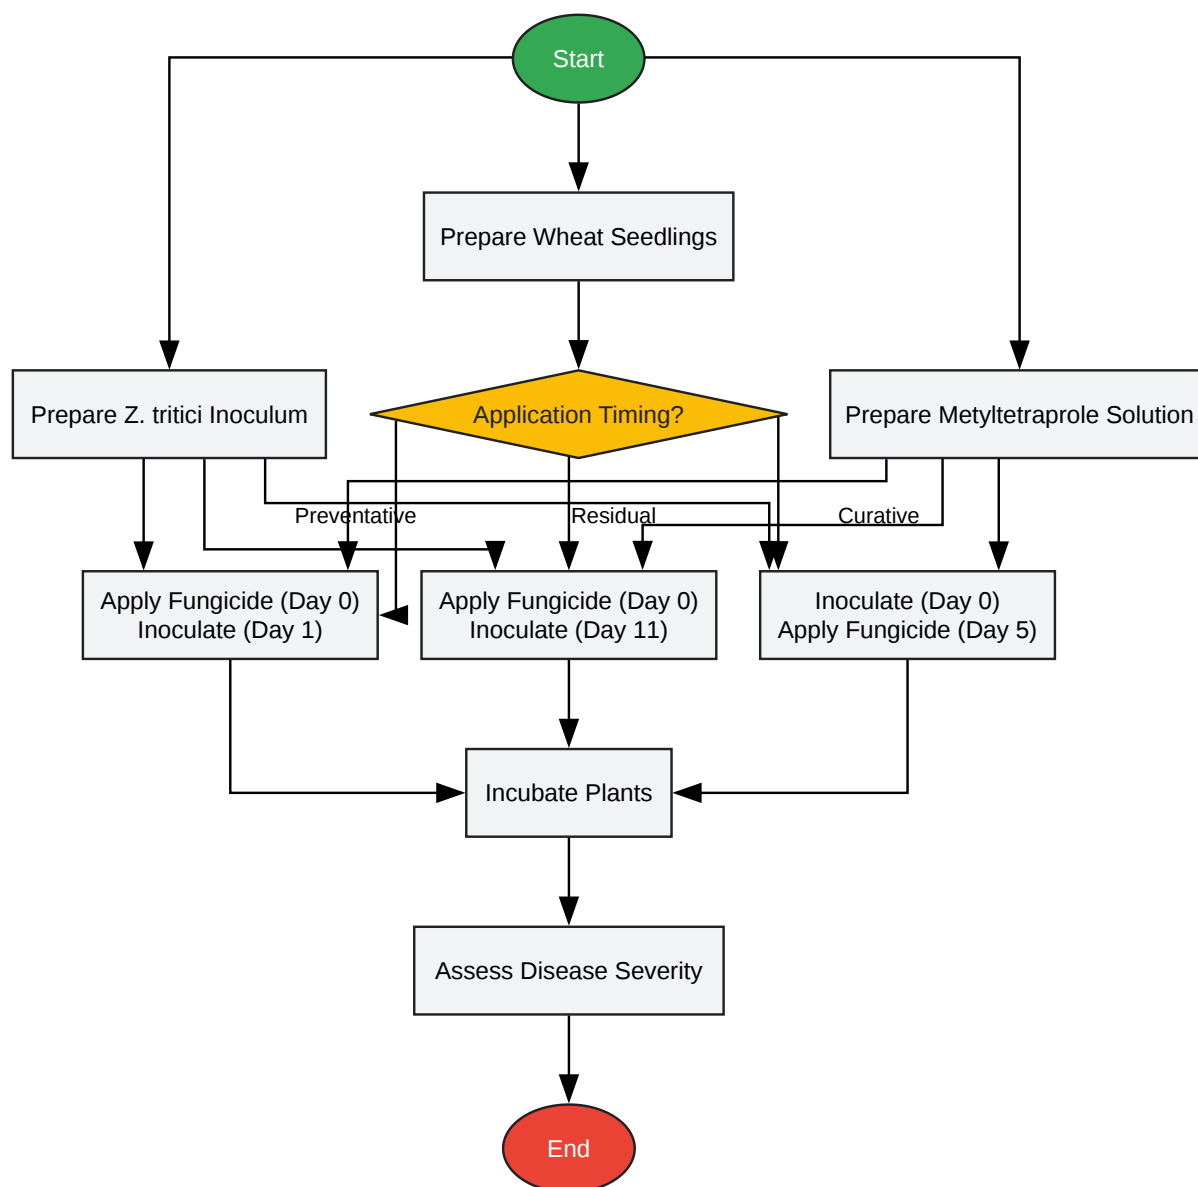 Start
Prepare Wheat Seedlings
Prepare Z. tritici Inoculum
Application Timing?
Prepare Metyltetraprole Solution
Preventative
Residual
Curative
Apply Fungicide (Day 0)
Inoculate (Day 1)
Apply Fungicide (Day 0)
Inoculate (Day 11)
Inoculate (Day 0)
Apply Fungicide (Day 5)
Incubate Plants
Assess Disease Severity
End